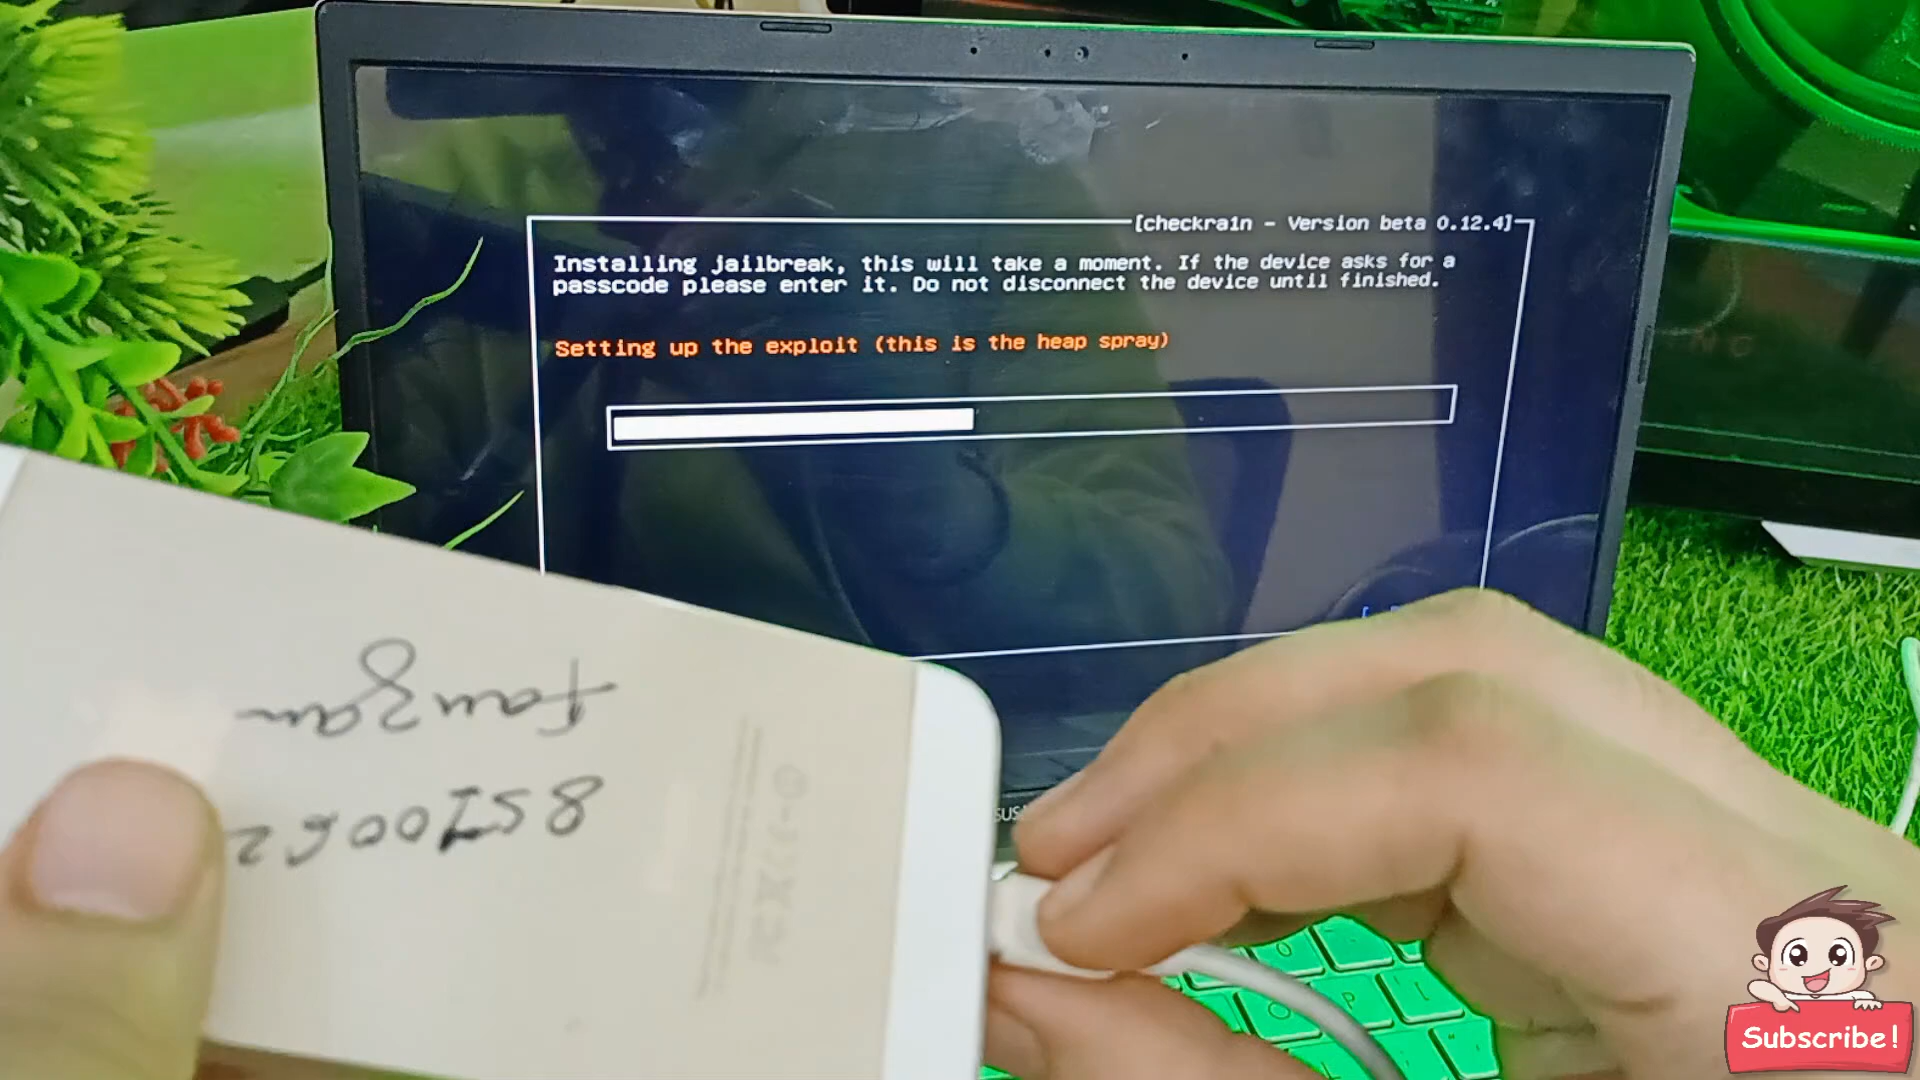 [checkra1n - Version beta 0.12.4]
Installing jailbreak, this will take a moment. If the device asks for a
passcode please enter it. Do not disconnect the device until finished.
Setting up the exploit (this is the heap spray)
fauzan
Subscribe!